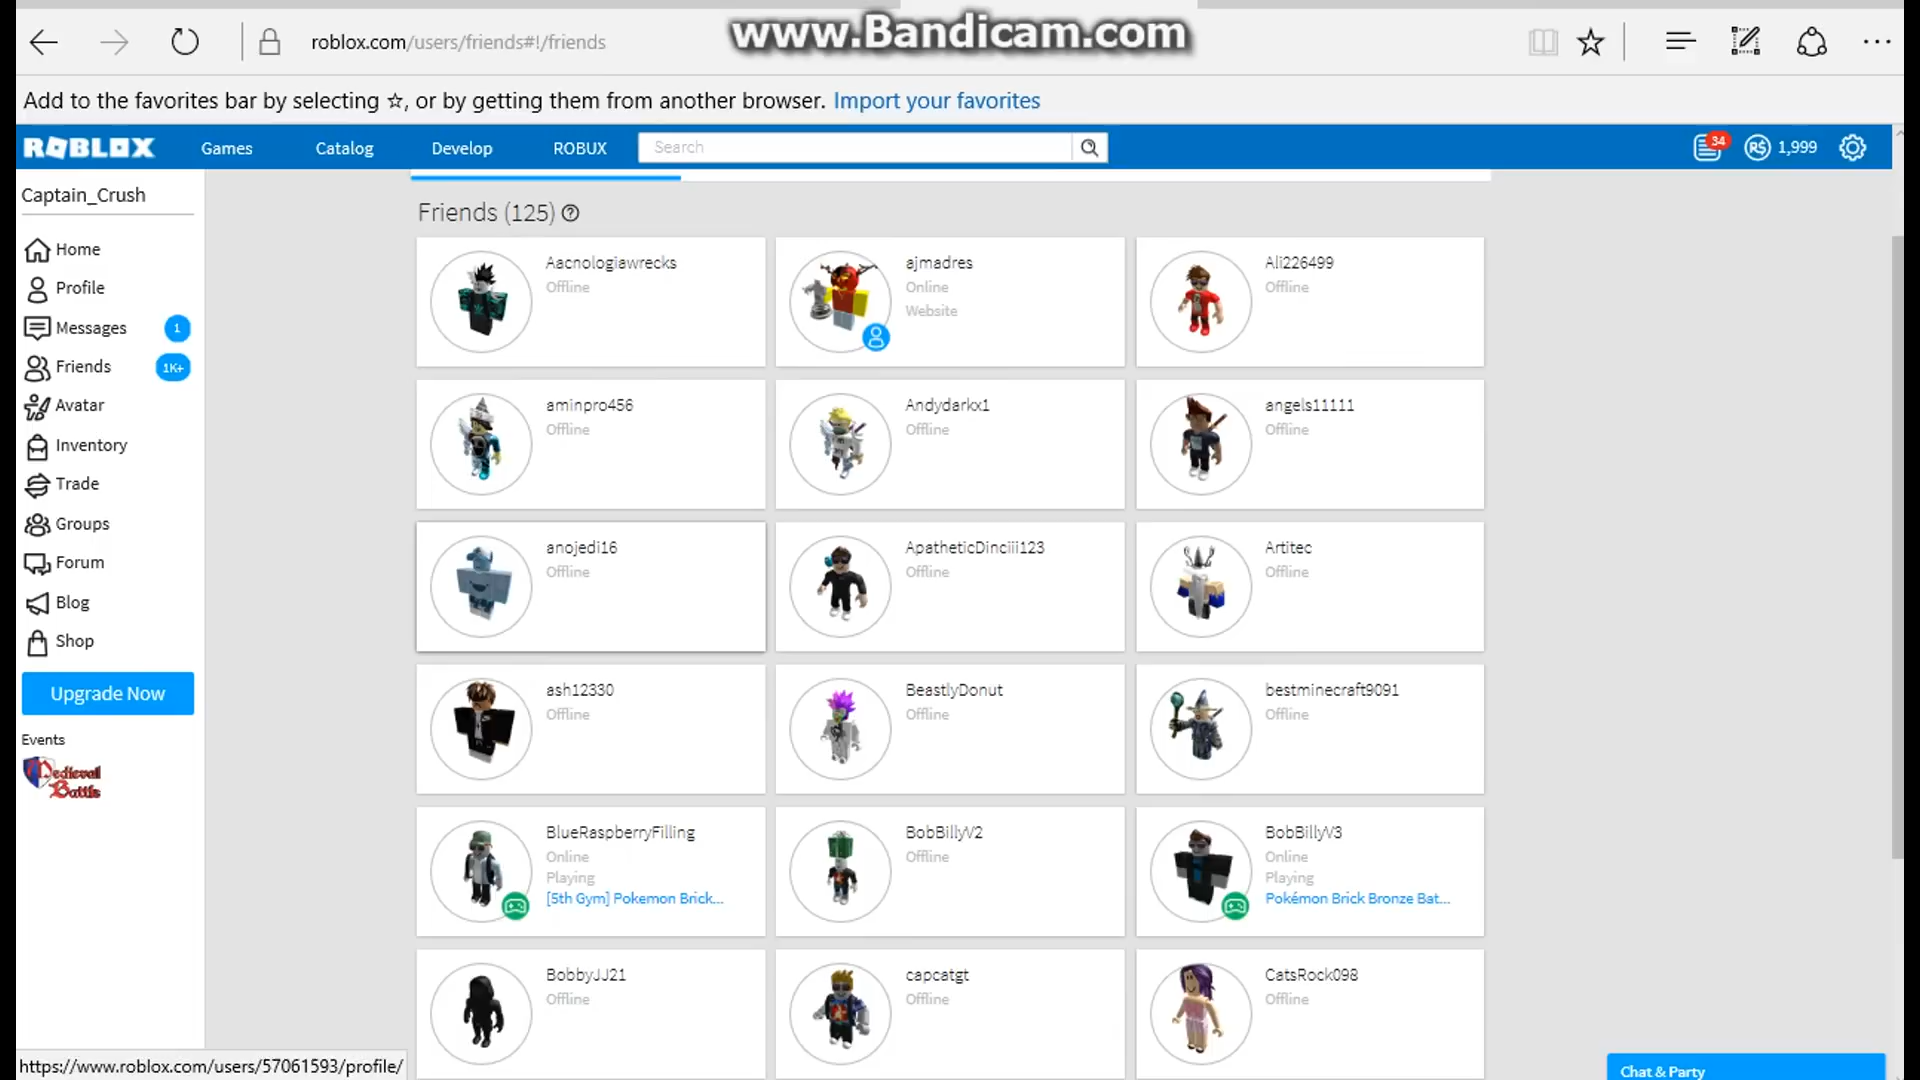 www.Bandicam.com
roblox.com/users/friends#!/friends
Add to the favorites bar by selecting ☆, or by getting them from another browser. Import your favorites
ROBLOX Games Catalog Develop ROBUX Search 34 R$ 1,999
Captain_Crush
Home
Profile
Messages 1
Friends 1K+
Avatar
Inventory
Trade
Groups
Forum
Blog
Shop
Upgrade Now
Events
Medieval
Battle
Friends (125)
Aacnologiawrecks
Offline
ajmadres
Online
Website
Ali226499
Offline
aminpro456
Offline
Andydarkx1
Offline
angels11111
Offline
anojedi16
Offline
ApatheticDinciii123
Offline
Artitec
Offline
ash12330
Offline
BeastlyDonut
Offline
bestminecraft9091
Offline
BlueRaspberryFilling
Online
Playing
[5th Gym] Pokemon Brick...
BobBillyV2
Offline
BobBillyV3
Online
Playing
Pokémon Brick Bronze Bat...
BobbyJJ21
Offline
capcatgt
Offline
CatsRock098
Offline
https://www.roblox.com/users/57061593/profile/
Chat & Party